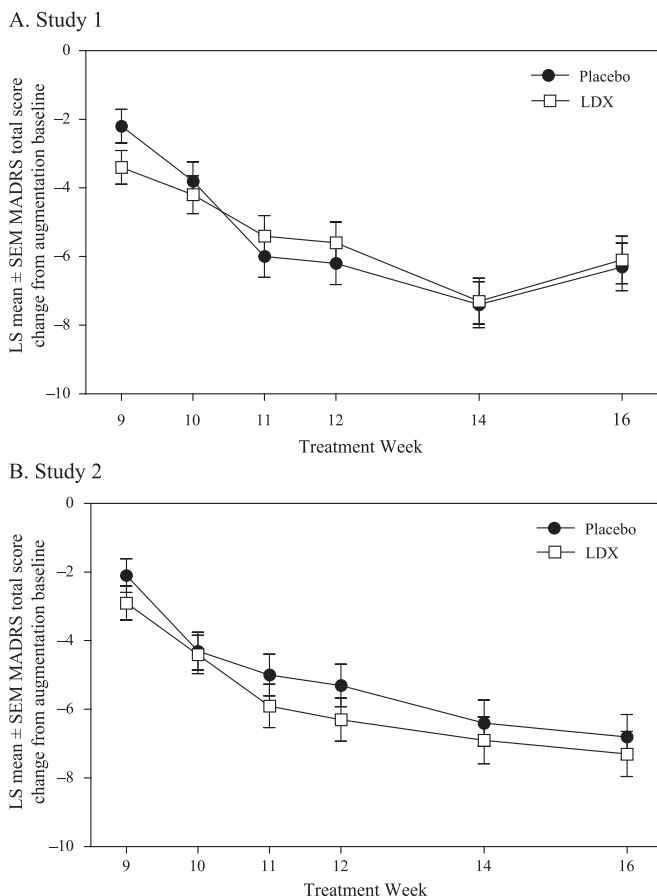 A. Study 1
0
−2
−4
−6
−8
−10
LS mean ± SEM MADRS total score
change from augmentation baseline
Placebo
LDX
9 10 11 12 14 16
Treatment Week
B. Study 2
0
−2
−4
−6
−8
−10
LS mean ± SEM MADRS total score
change from augmentation baseline
Placebo
LDX
9 10 11 12 14 16
Treatment Week